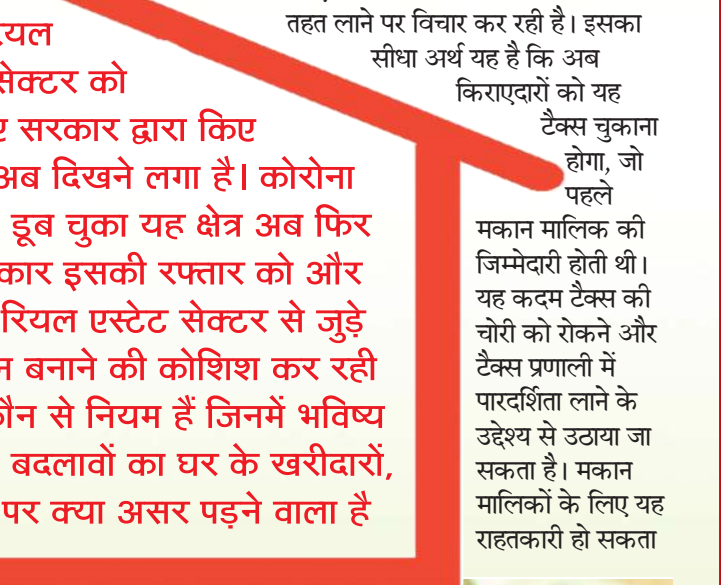 यल
सेक्टर को
सरकार द्वारा किए
अब दिखने लगा है। कोरोना
डूब चुका यह क्षेत्र अब फिर
कार इसकी रफ्तार को और
रियल एस्टेट सेक्टर से जुड़े
न बनाने की कोशिश कर रही
कौन से नियम हैं जिनमें भविष्य
बदलावों का घर के खरीदारों,
पर क्या असर पड़ने वाला है
तहत लाने पर विचार कर रही है। इसका
सीधा अर्थ यह है कि अब
किराएदारों को यह
टैक्स चुकाना
होगा, जो
पहले
मकान मालिक की
जिम्मेदारी होती थी।
यह कदम टैक्स की
चोरी को रोकने और
टैक्स प्रणाली में
पारदर्शिता लाने के
उद्देश्य से उठाया जा
सकता है। मकान
मालिकों के लिए यह
राहतकारी हो सकता